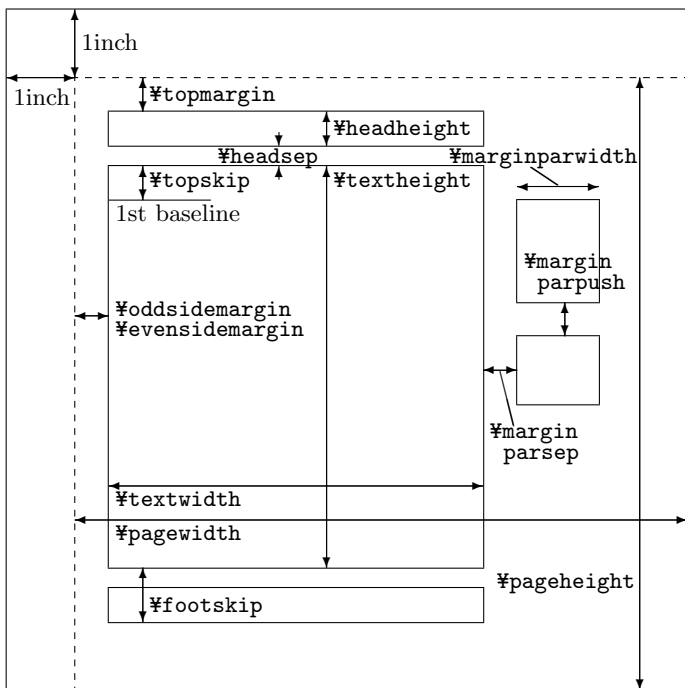 1inch
1inch
¥topmargin
¥headheight
¥headsep
¥marginparwidth
¥topskip
¥textheight
1st baseline
¥margin
parpush
¥oddsidemargin
¥evensidemargin
¥margin
parsep
¥textwidth
¥pagewidth
¥pageheight
¥footskip